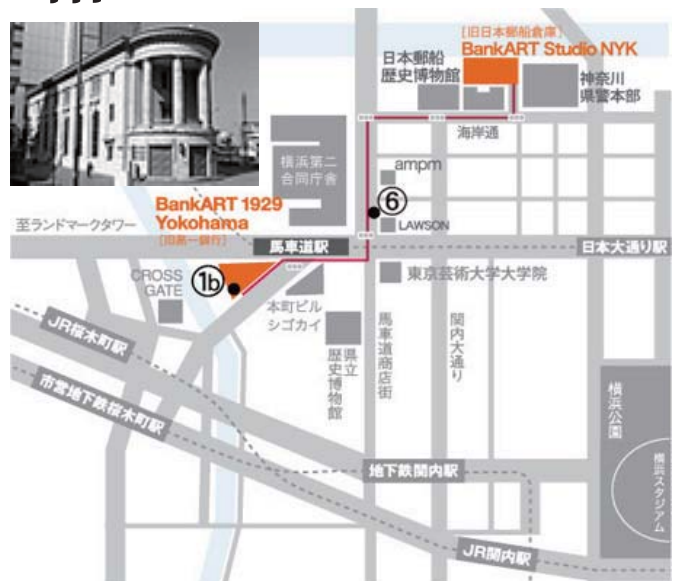 [旧日本郵船倉庫]
BankART Studio NYK
日本郵船
歴史博物館
神奈川
県警本部
海岸通
横浜第二
合同庁舎
ampm
BankART 1929
Yokohama
[旧第一銀行]
⑥
LAWSON
至ランドマークタワー
馬車道駅
日本大通り駅
CROSS
GATE
1b
東京芸術大学大学院
本町ビル
シゴカイ
JR桜木町駅
県立
歴史博物館
馬車道商店街
関内大通り
横浜公園
市営地下鉄桜木町駅
地下鉄関内駅
横浜スタジアム
JR関内駅